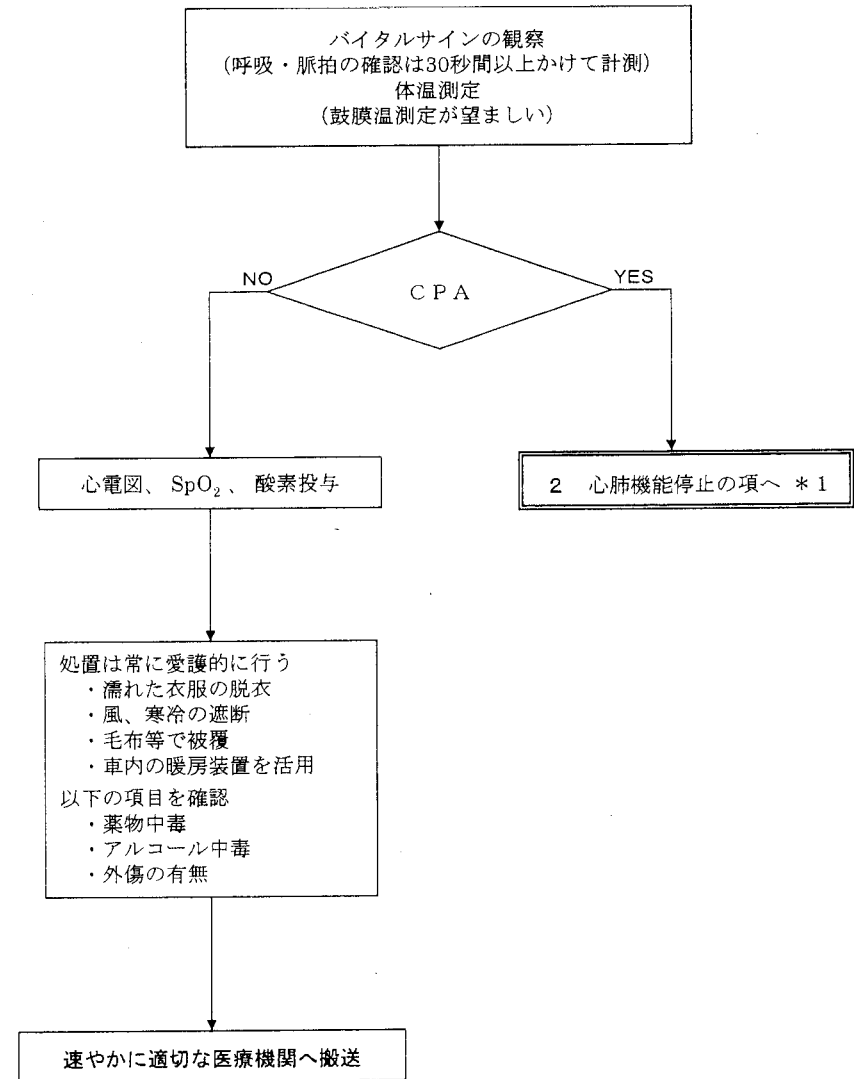 バイタルサインの観察
(呼吸・脈拍の確認は30秒間以上かけて計測)
体温測定
(鼓膜温測定が望ましい)
CPA
NO
YES
心電図、SpO₂、酸素投与
2 心肺機能停止の項へ *1
処置は常に愛護的に行う
・濡れた衣服の脱衣
・風、寒冷の遮断
・毛布等で被覆
・車内の暖房装置を活用
以下の項目を確認
・薬物中毒
・アルコール中毒
・外傷の有無
速やかに適切な医療機関へ搬送